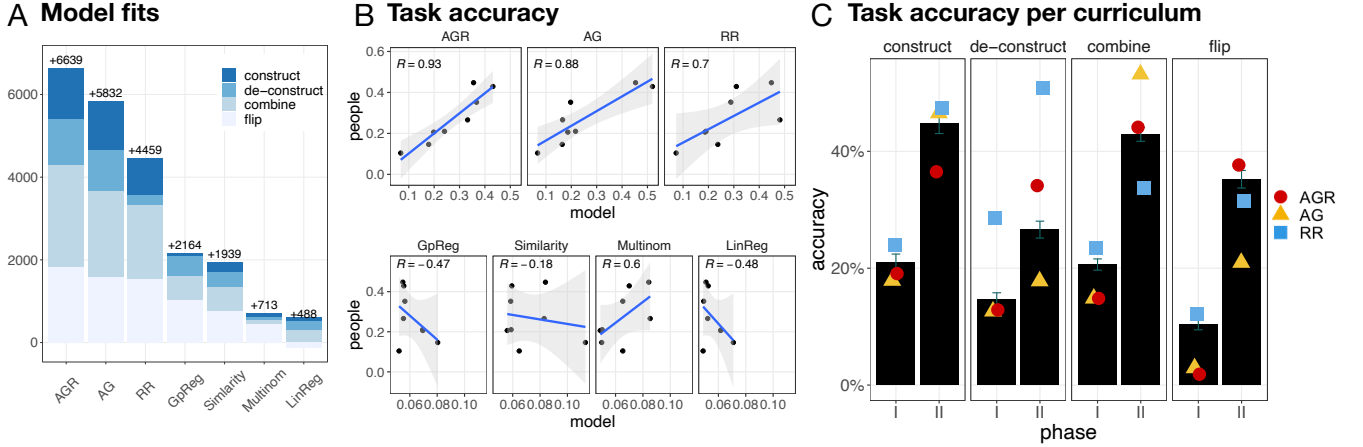 A Model fits
+6639
+5832
+4459
+2164
+1939
+713
+488
construct
de−construct
combine
flip
6000
4000
2000
0
AGR
AG
RR
GpReg
Similarity
Multinom
LinReg
B Task accuracy
AGR
AG
RR
R = 0.93
R = 0.88
R = 0.7
people
0.6
0.4
0.2
0.0
0.1 0.2 0.3 0.4 0.5
0.1 0.2 0.3 0.4 0.5
0.1 0.2 0.3 0.4 0.5
model
GpReg
Similarity
Multinom
LinReg
R = −0.47
R = −0.18
R = 0.6
R = −0.48
people
0.4
0.2
0.0
0.060.080.10
0.060.080.10
0.060.080.10
0.060.080.10
model
C Task accuracy per curriculum
construct
de−construct
combine
flip
accuracy
40%
20%
0%
I II
I II
I II
I II
phase
AGR
AG
RR